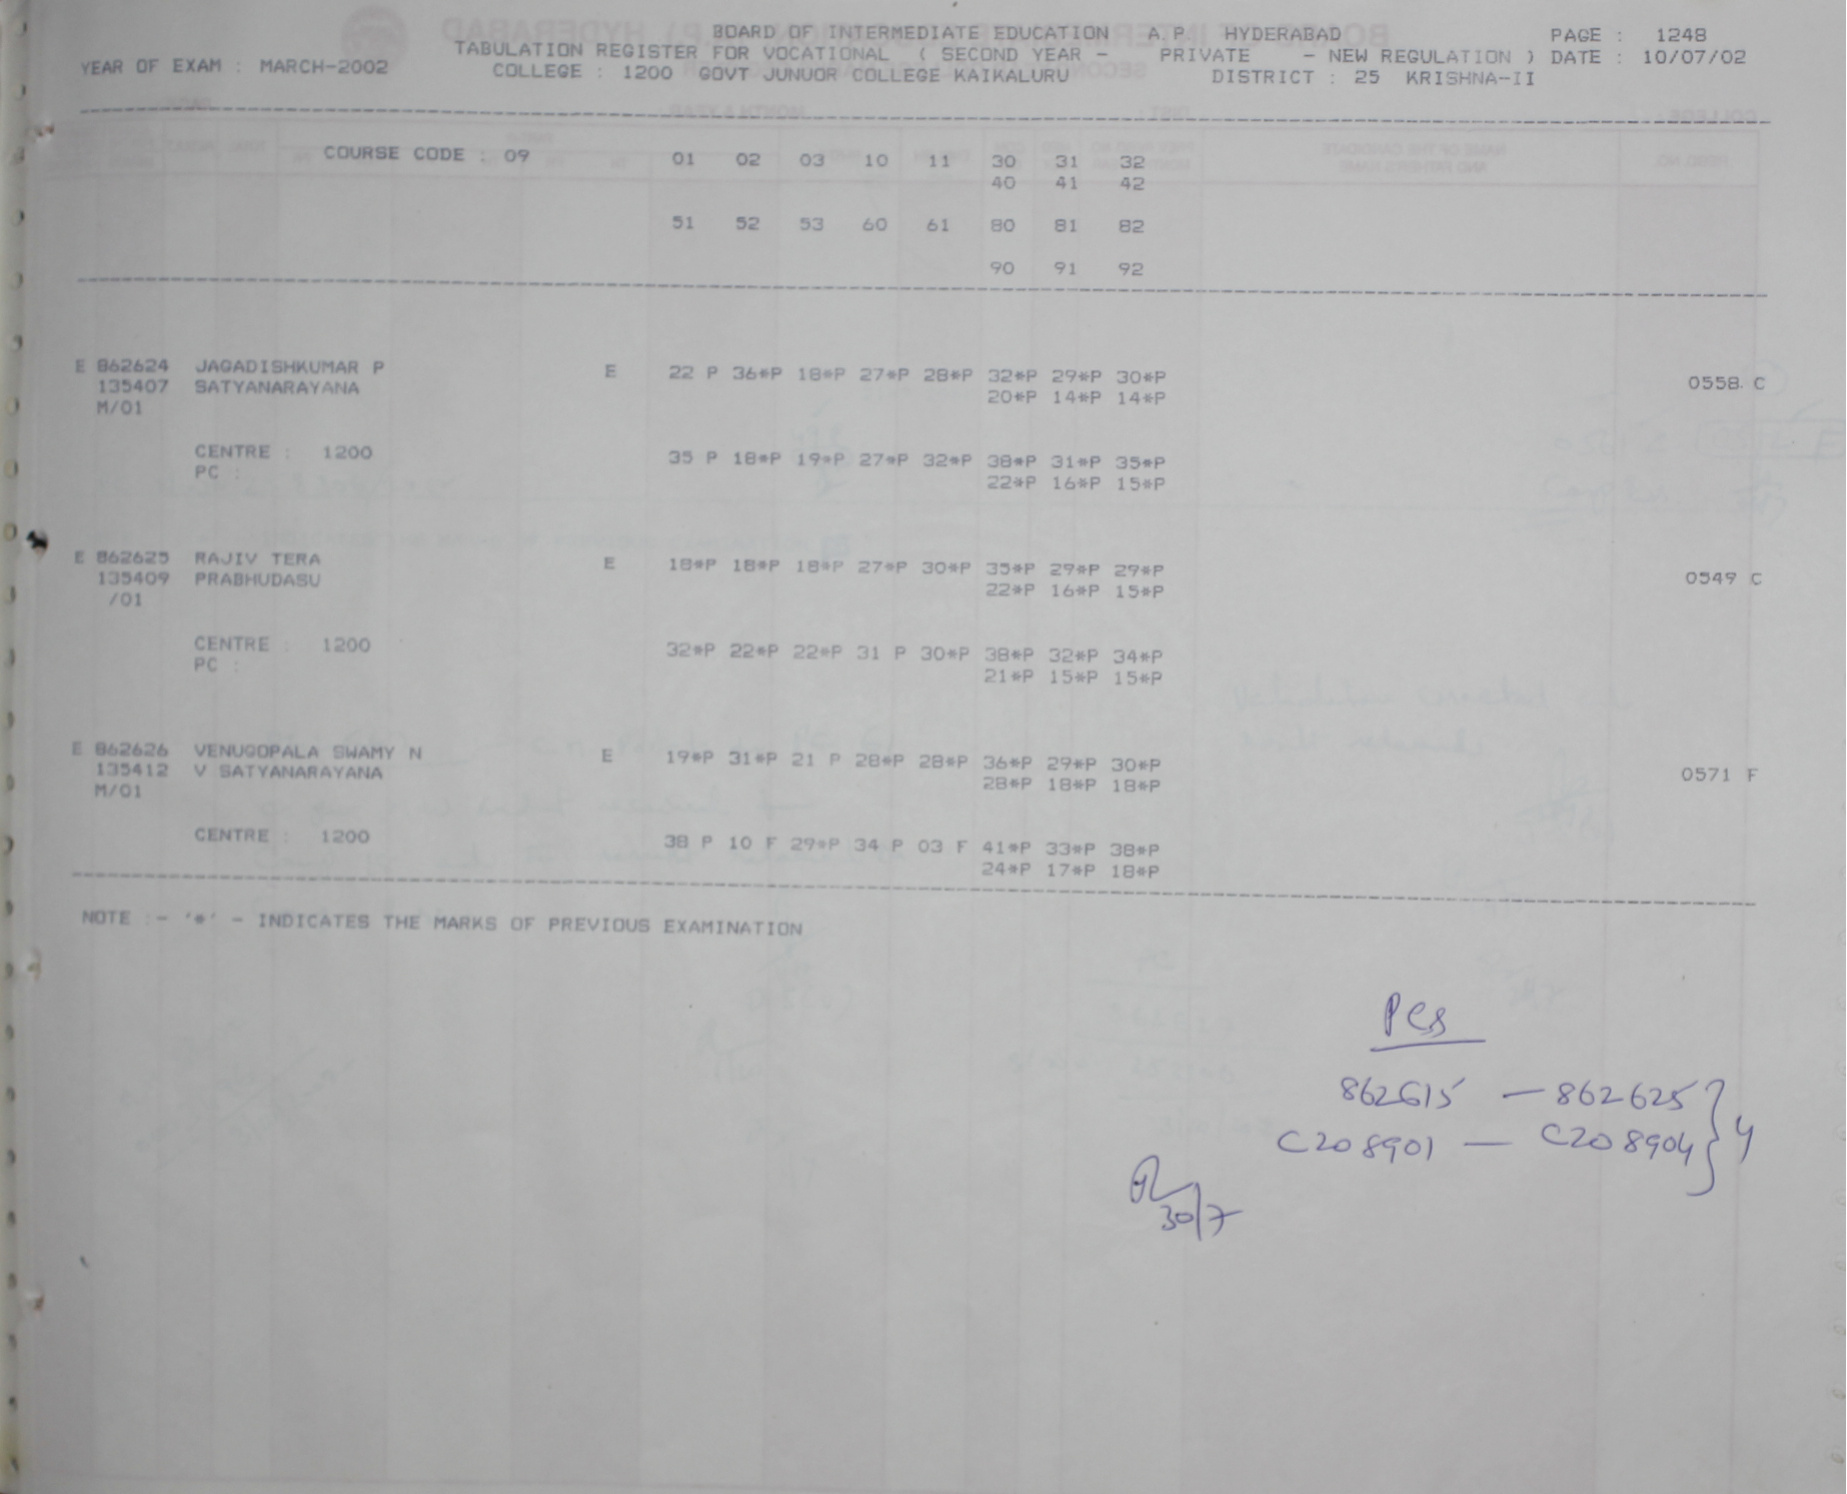 BOARD OF INTERMEDIATE EDUCATION A.P. HYDERABAD PAGE : 1248
TABULATION REGISTER FOR VOCATIONAL ( SECOND YEAR - PRIVATE - NEW REGULATION ) DATE : 10/07/02
YEAR OF EXAM : MARCH-2002 COLLEGE : 1200 GOVT JUNUOR COLLEGE KAIKALURU DISTRICT : 25 KRISHNA-II
COURSE CODE : 09 01 02 03 10 11 30 31 32
40 41 42
51 52 53 60 61 80 81 82
90 91 92
E 862624 JAGADISHKUMAR P E 22 P 36*P 18*P 27*P 28*P 32*P 29*P 30*P
135407 SATYANARAYANA 20*P 14*P 14*P 0558 C
M/01
CENTRE : 1200 35 P 18*P 19*P 27*P 32*P 38*P 31*P 35*P
PC : 22*P 16*P 15*P
E 862625 RAJIV TERA E 18*P 18*P 18*P 27*P 30*P 35*P 29*P 29*P
135409 PRABHUDASU 22*P 16*P 15*P 0549 C
/01
CENTRE : 1200 32*P 22*P 22*P 31 P 30*P 38*P 32*P 34*P
PC : 21*P 15*P 15*P
E 862626 VENUGOPALA SWAMY N E 19*P 31*P 21 P 28*P 28*P 36*P 29*P 30*P
135412 V SATYANARAYANA 28*P 18*P 18*P 0571 F
M/01
CENTRE : 1200 38 P 10 F 29*P 34 P 03 F 41*P 33*P 38*P
24*P 17*P 18*P
NOTE :- '*' - INDICATES THE MARKS OF PREVIOUS EXAMINATION
PCs
862615 — 862625
C208901 — C208904 } 4
30/7